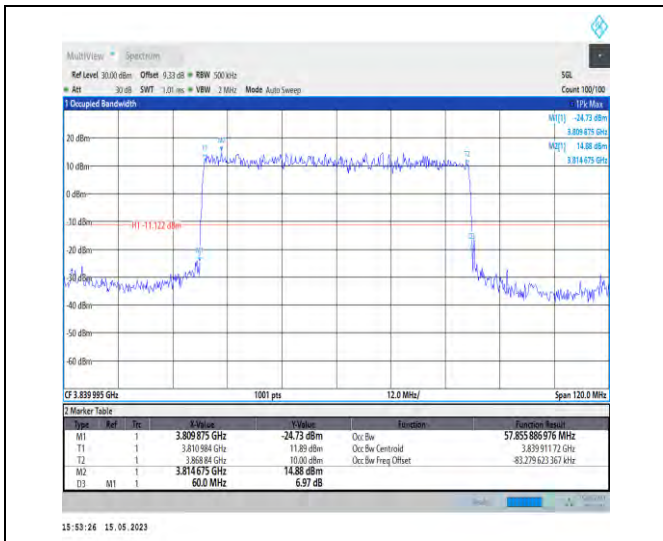 MultiView Spectrum
Ref Level 30.00 dBm Offset 9.33 dB RBW 500 kHz SGL
Att 30 dB SWT 1.01 ms VBW 2 MHz Mode Auto Sweep Count 100/100
1 Occupied Bandwidth 1Pk Max
M1[1] -24.73 dBm
3.809 875 GHz
M2[1] 14.88 dBm
3.814 675 GHz
20 dBm
10 dBm
0 dBm
-10 dBm
H1 -11.122 dBm
-20 dBm
-30 dBm
-40 dBm
-50 dBm
-60 dBm
T1
M2
T2
M1
D3
CF 3.839 995 GHz 1001 pts 12.0 MHz/ Span 120.0 MHz
2 Marker Table
Type Ref Trc X-Value Y-Value Function Function Result
M1 1 3.809 875 GHz -24.73 dBm Occ Bw 57.855 886 976 MHz
T1 1 3.810 984 GHz 11.89 dBm Occ Bw Centroid 3.839 911 72 GHz
T2 1 3.868 84 GHz 10.00 dBm Occ Bw Freq Offset -83.279 623 367 kHz
M2 1 3.814 675 GHz 14.88 dBm
D3 M1 1 60.0 MHz 6.97 dB
15:53:26 15.05.2023